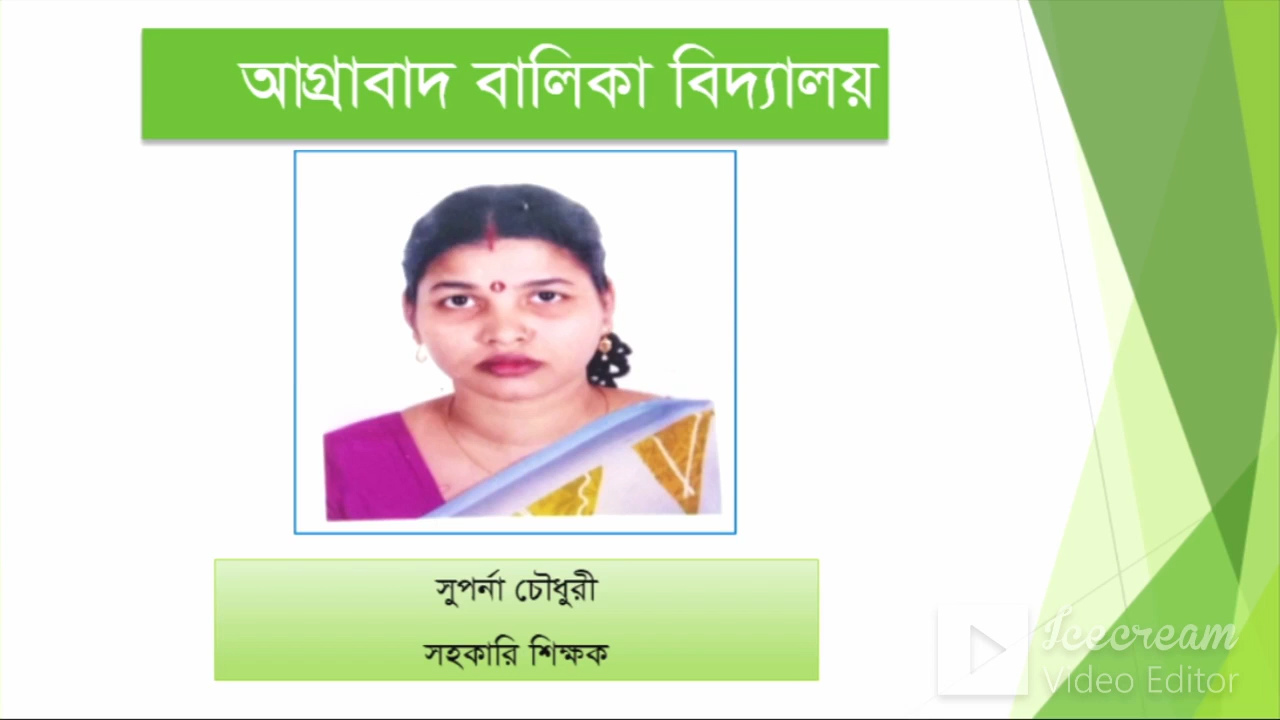 আগ্রাবাদ বালিকা বিদ্যালয়
সুপর্না চৌধুরী
সহকারি শিক্ষক
Icecream
Video Editor